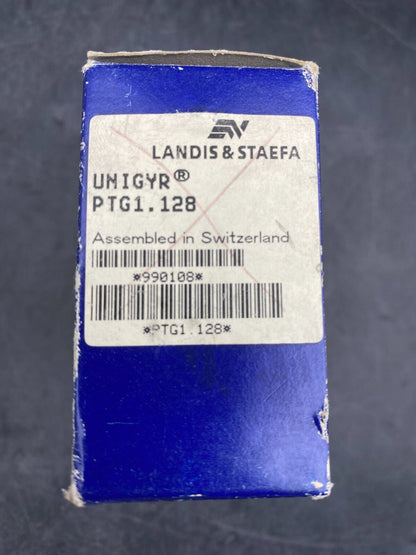 LANDIS & STAEFA
UNIGYR®
PTG1.128
Assembled in Switzerland
*990108*
*PTG1.128*